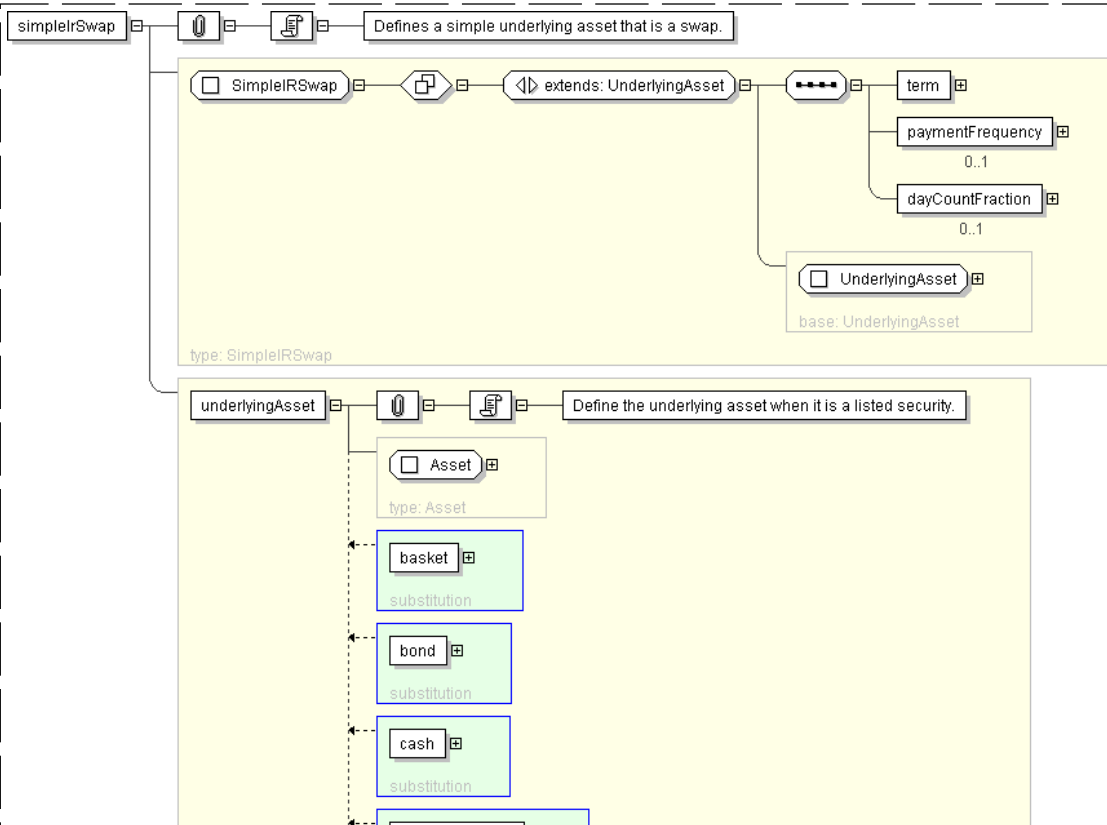 simpleIrSwap
Defines a simple underlying asset that is a swap.
SimpleIRSwap
extends: UnderlyingAsset
term
paymentFrequency
0..1
dayCountFraction
0..1
UnderlyingAsset
base: UnderlyingAsset
type: SimpleIRSwap
underlyingAsset
Define the underlying asset when it is a listed security.
Asset
type: Asset
basket
substitution
bond
substitution
cash
substitution